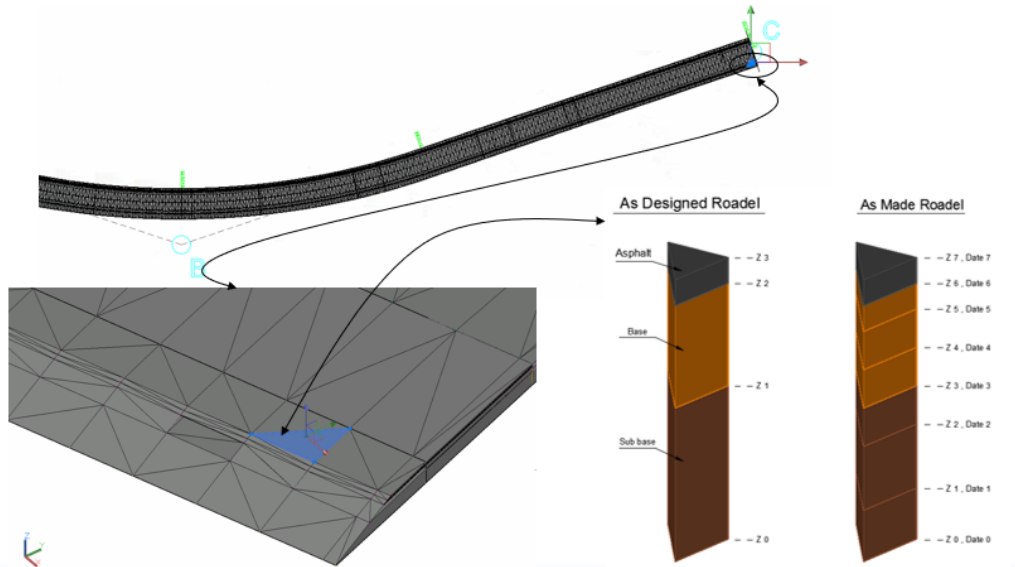 C
B
As Designed Roadel
Asphalt
Base
Sub base
Z 3
Z 2
Z 1
Z 0
As Made Roadel
Z 7 , Date 7
Z 6 , Date 6
Z 5 , Date 5
Z 4 , Date 4
Z 3 , Date 3
Z 2 , Date 2
Z 1 , Date 1
Z 0 , Date 0
Z
Y
X